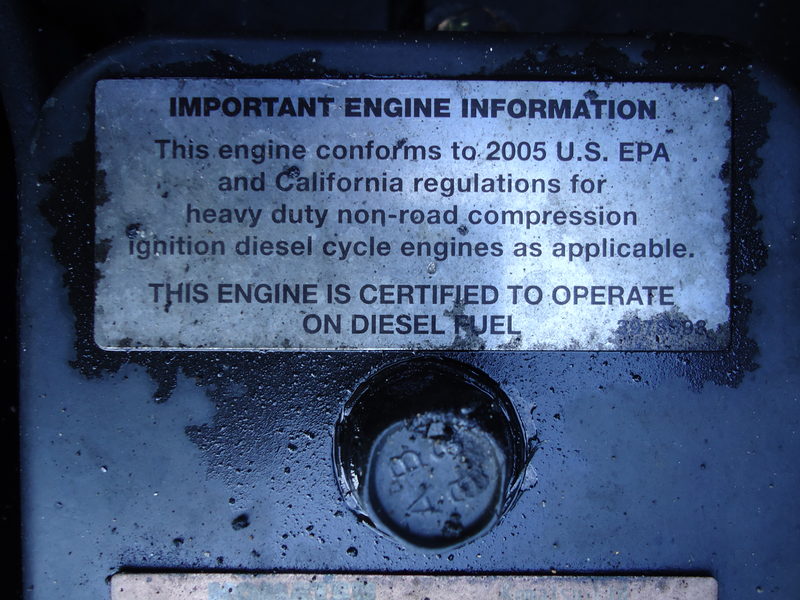 IMPORTANT ENGINE INFORMATION
This engine conforms to 2005 U.S. EPA
and California regulations for
heavy duty non-road compression
ignition diesel cycle engines as applicable.
THIS ENGINE IS CERTIFIED TO OPERATE
ON DIESEL FUEL